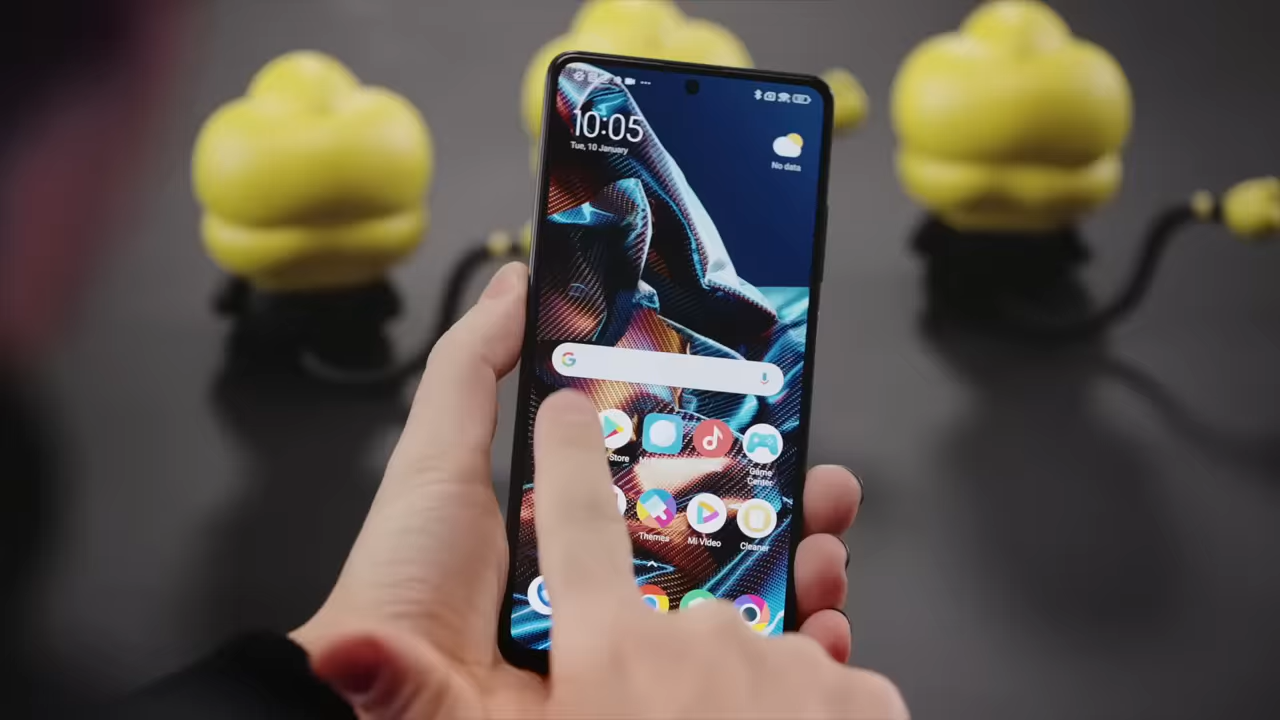 10:05
Tue, 10 January
No data
Store
Game
Center
Themes
Mi Video
Cleaner